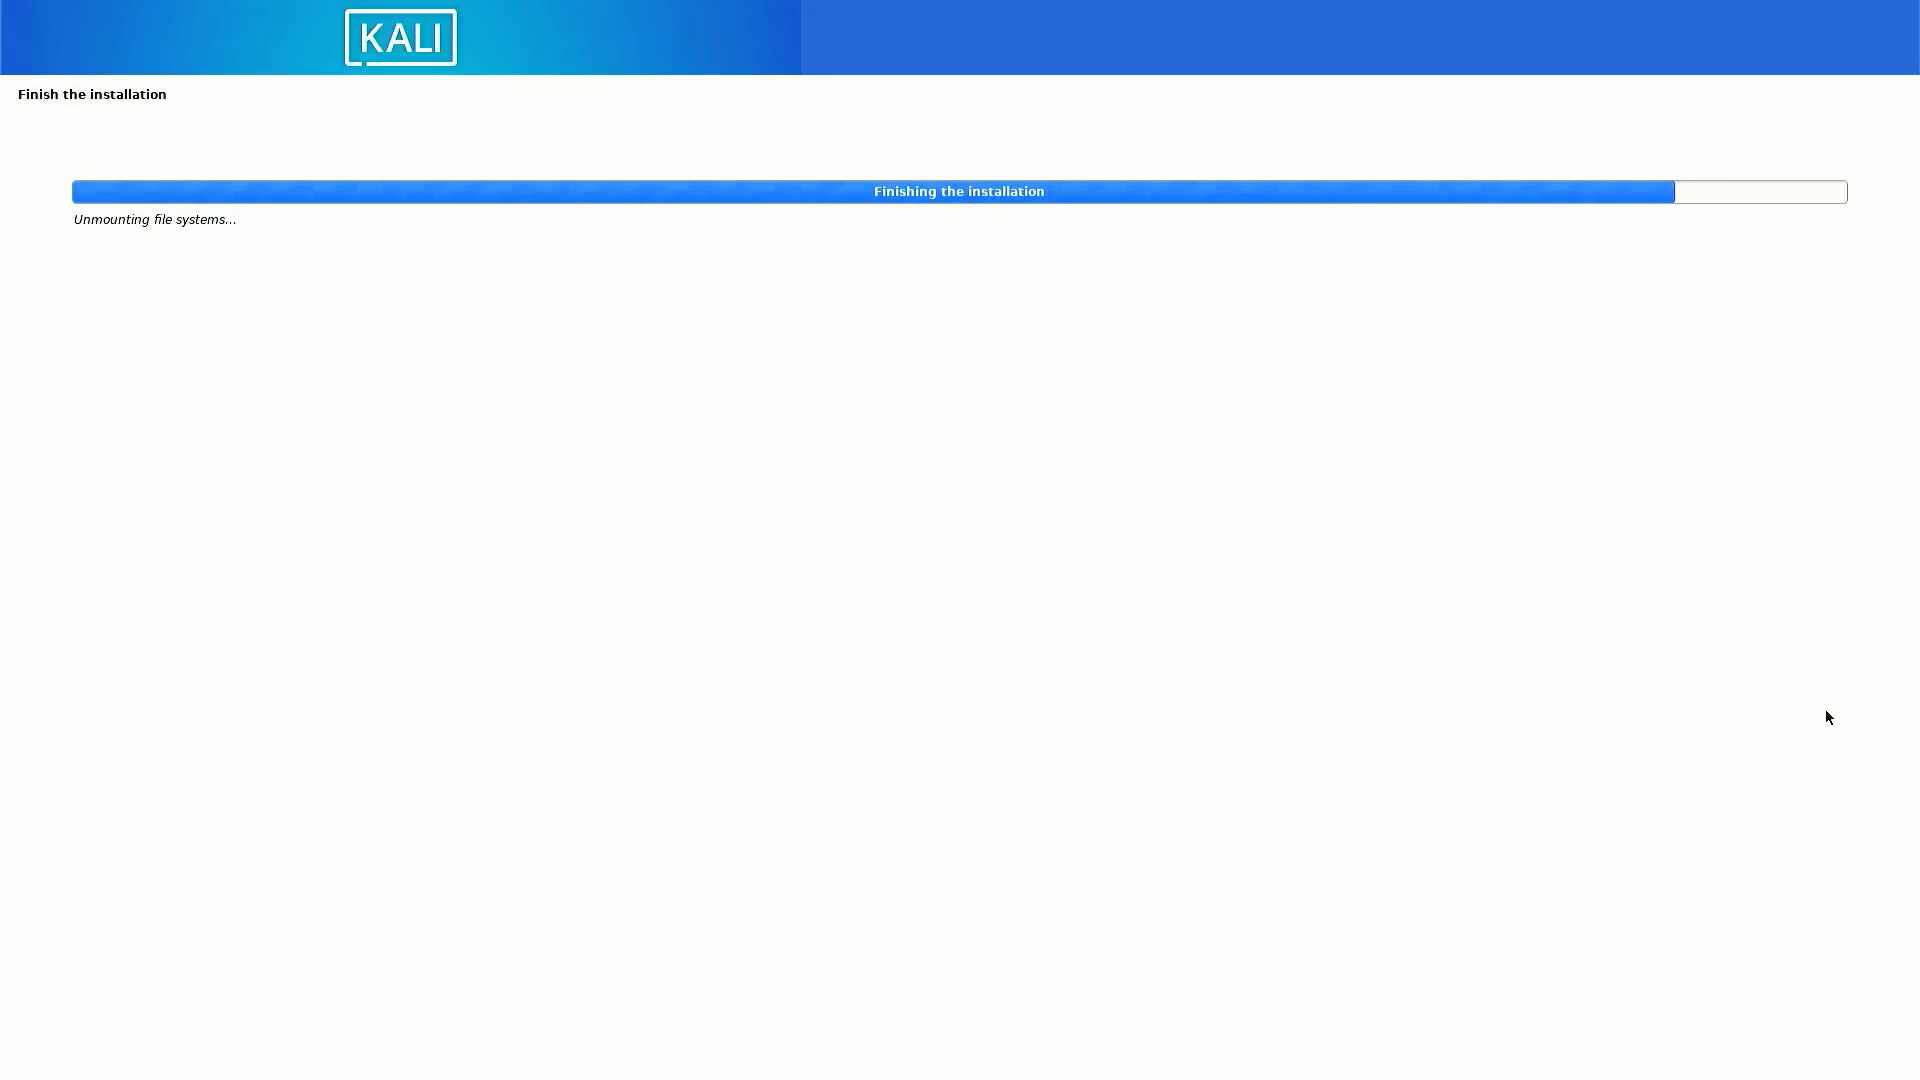 KALI
Finish the installation
Finishing the installation
Unmounting file systems...